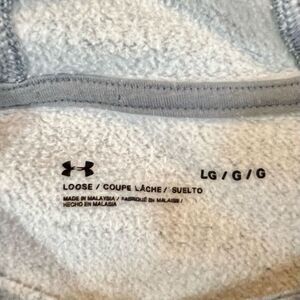 LG / G / G
LOOSE / COUPE LÂCHE / SUELTO
MADE IN MALAYSIA / FABRIQUÉ EN MALAISIE /
HECHO EN MALASIA